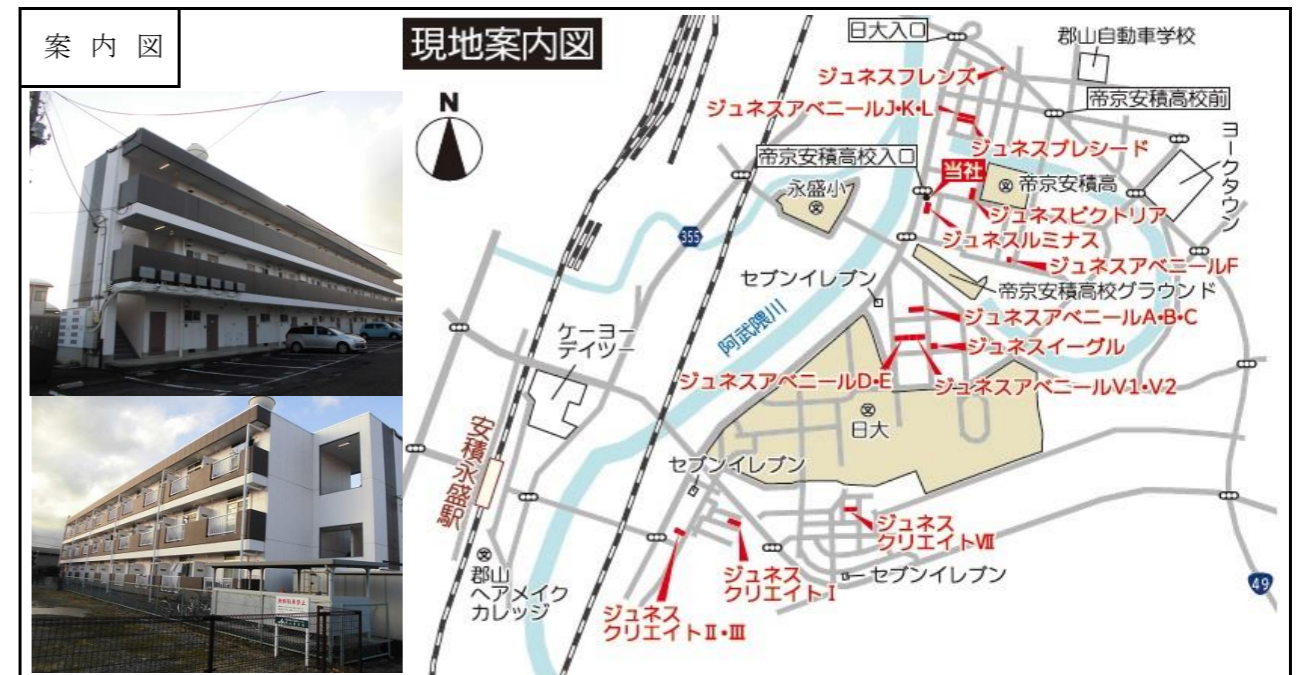 案内図
現地案内図
N
日大入口
郡山自動車学校
ジュネスフレンズ
帝京安積高校前
ジュネスアベニールJ・K・L
ヨークタウン
ジュネスプレシード
帝京安積高校入口
当社
永盛小
帝京安積高
ジュネスビクトリア
355
ジュネスルミナス
ジュネスアベニールF
セブンイレブン
帝京安積高校グラウンド
阿武隈川
ジュネスアベニールA・B・C
ケーヨー
デイツー
ジュネスイーグル
ジュネスアベニールD・E
ジュネスアベニールV1・V2
日大
安積永盛駅
セブンイレブン
ジュネス
クリエイトⅦ
郡山
ヘアメイク
カレッジ
ジュネス
クリエイトⅠ
セブンイレブン
49
ジュネス
クリエイトⅡ・Ⅲ